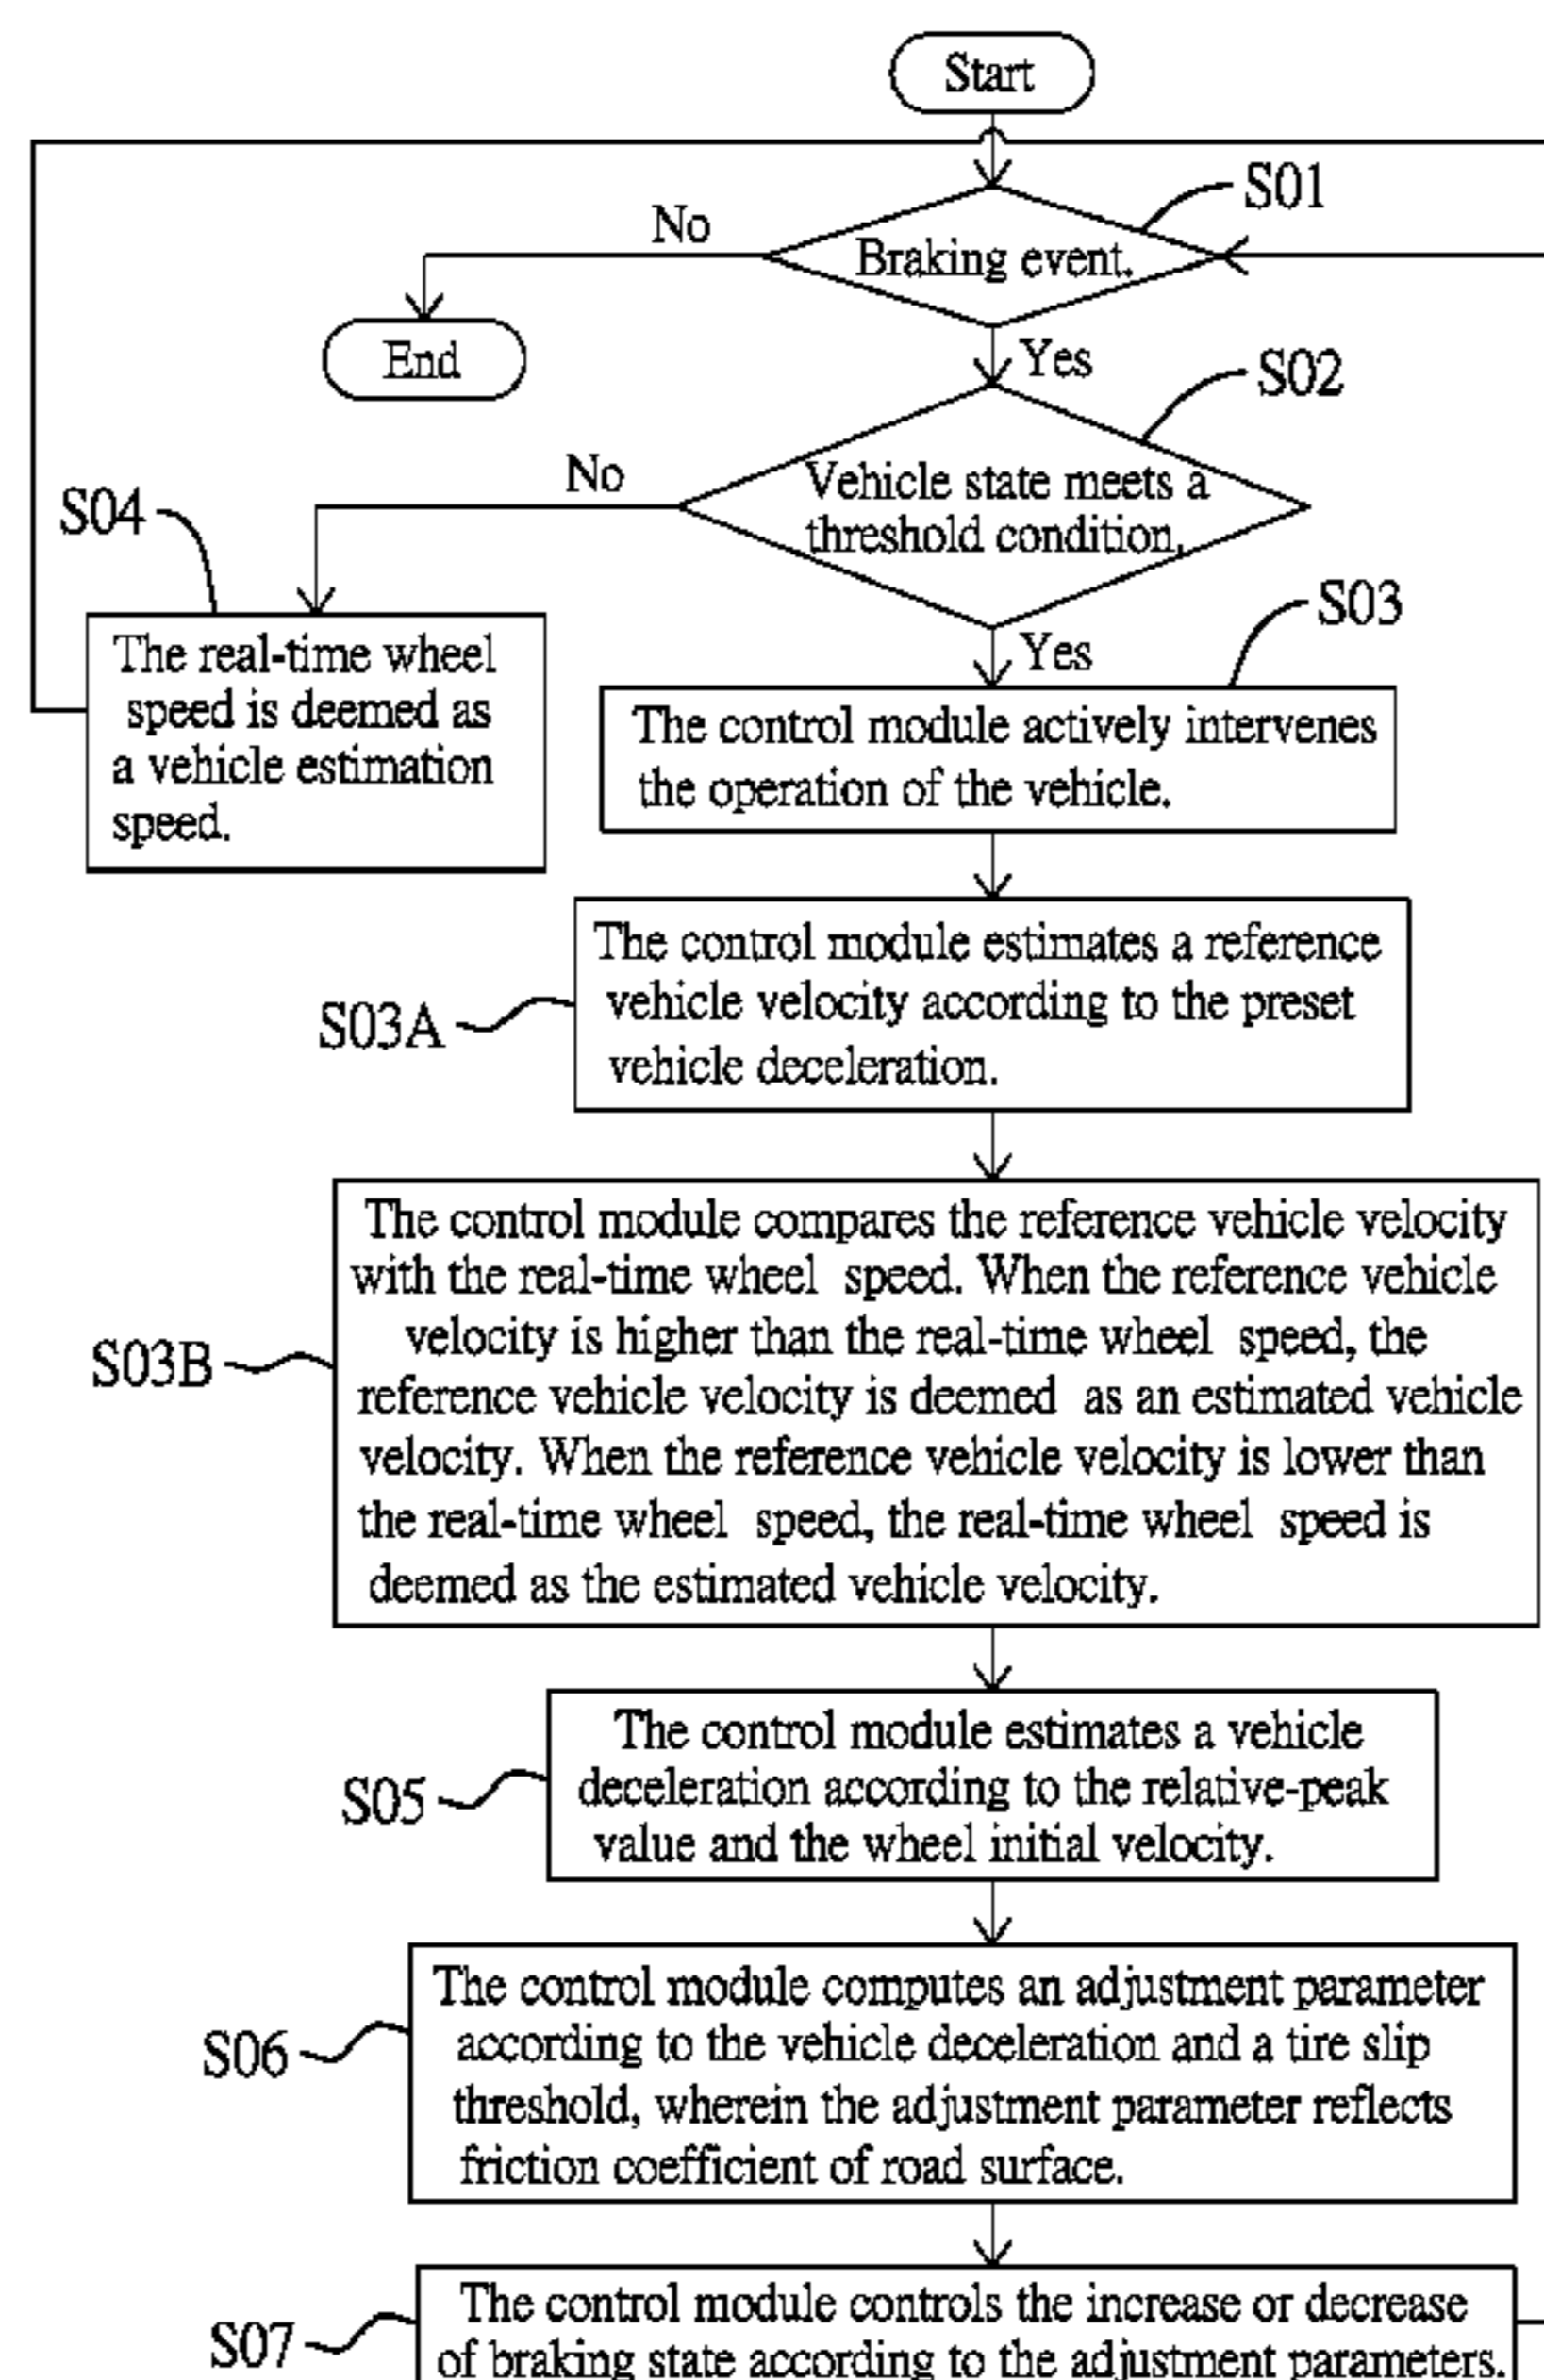 Start
S01
No
Braking event.
End
Yes
S02
No
Vehicle state meets a
threshold condition.
S04
S03
Yes
The real-time wheel
speed is deemed as
a vehicle estimation
speed.
The control module actively intervenes
the operation of the vehicle.
The control module estimates a reference
vehicle velocity according to the preset
vehicle deceleration.
S03A
The control module compares the reference vehicle velocity
with the real-time wheel speed. When the reference vehicle
velocity is higher than the real-time wheel speed, the
reference vehicle velocity is deemed as an estimated vehicle
velocity. When the reference vehicle velocity is lower than
the real-time wheel speed, the real-time wheel speed is
deemed as the estimated vehicle velocity.
S03B
The control module estimates a vehicle
deceleration according to the relative-peak
value and the wheel initial velocity.
S05
The control module computes an adjustment parameter
according to the vehicle deceleration and a tire slip
threshold, wherein the adjustment parameter reflects
friction coefficient of road surface.
S06
The control module controls the increase or decrease
of braking state according to the adjustment parameters.
S07